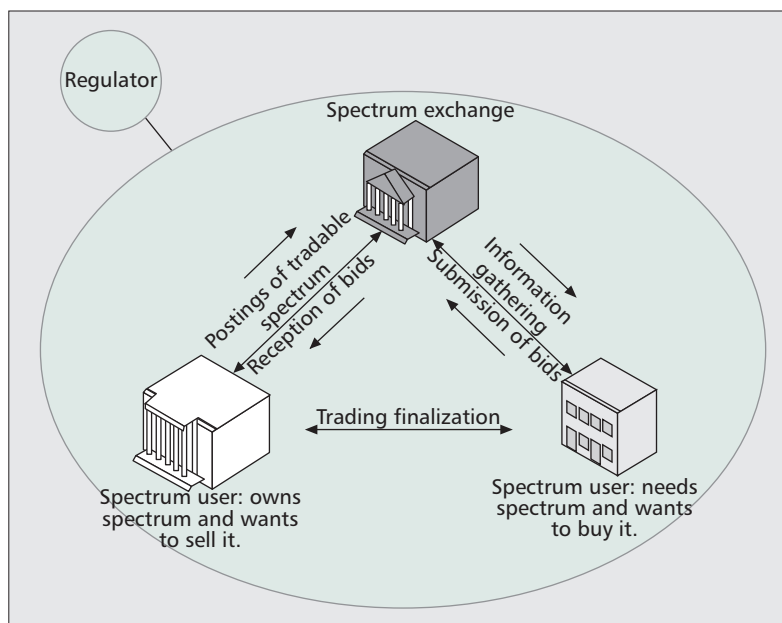 Regulator
Spectrum exchange
Postings of tradable
spectrum
Reception of bids
Information
gathering
Submission of bids
Trading finalization
Spectrum user: owns
spectrum and wants
to sell it.
Spectrum user: needs
spectrum and wants
to buy it.